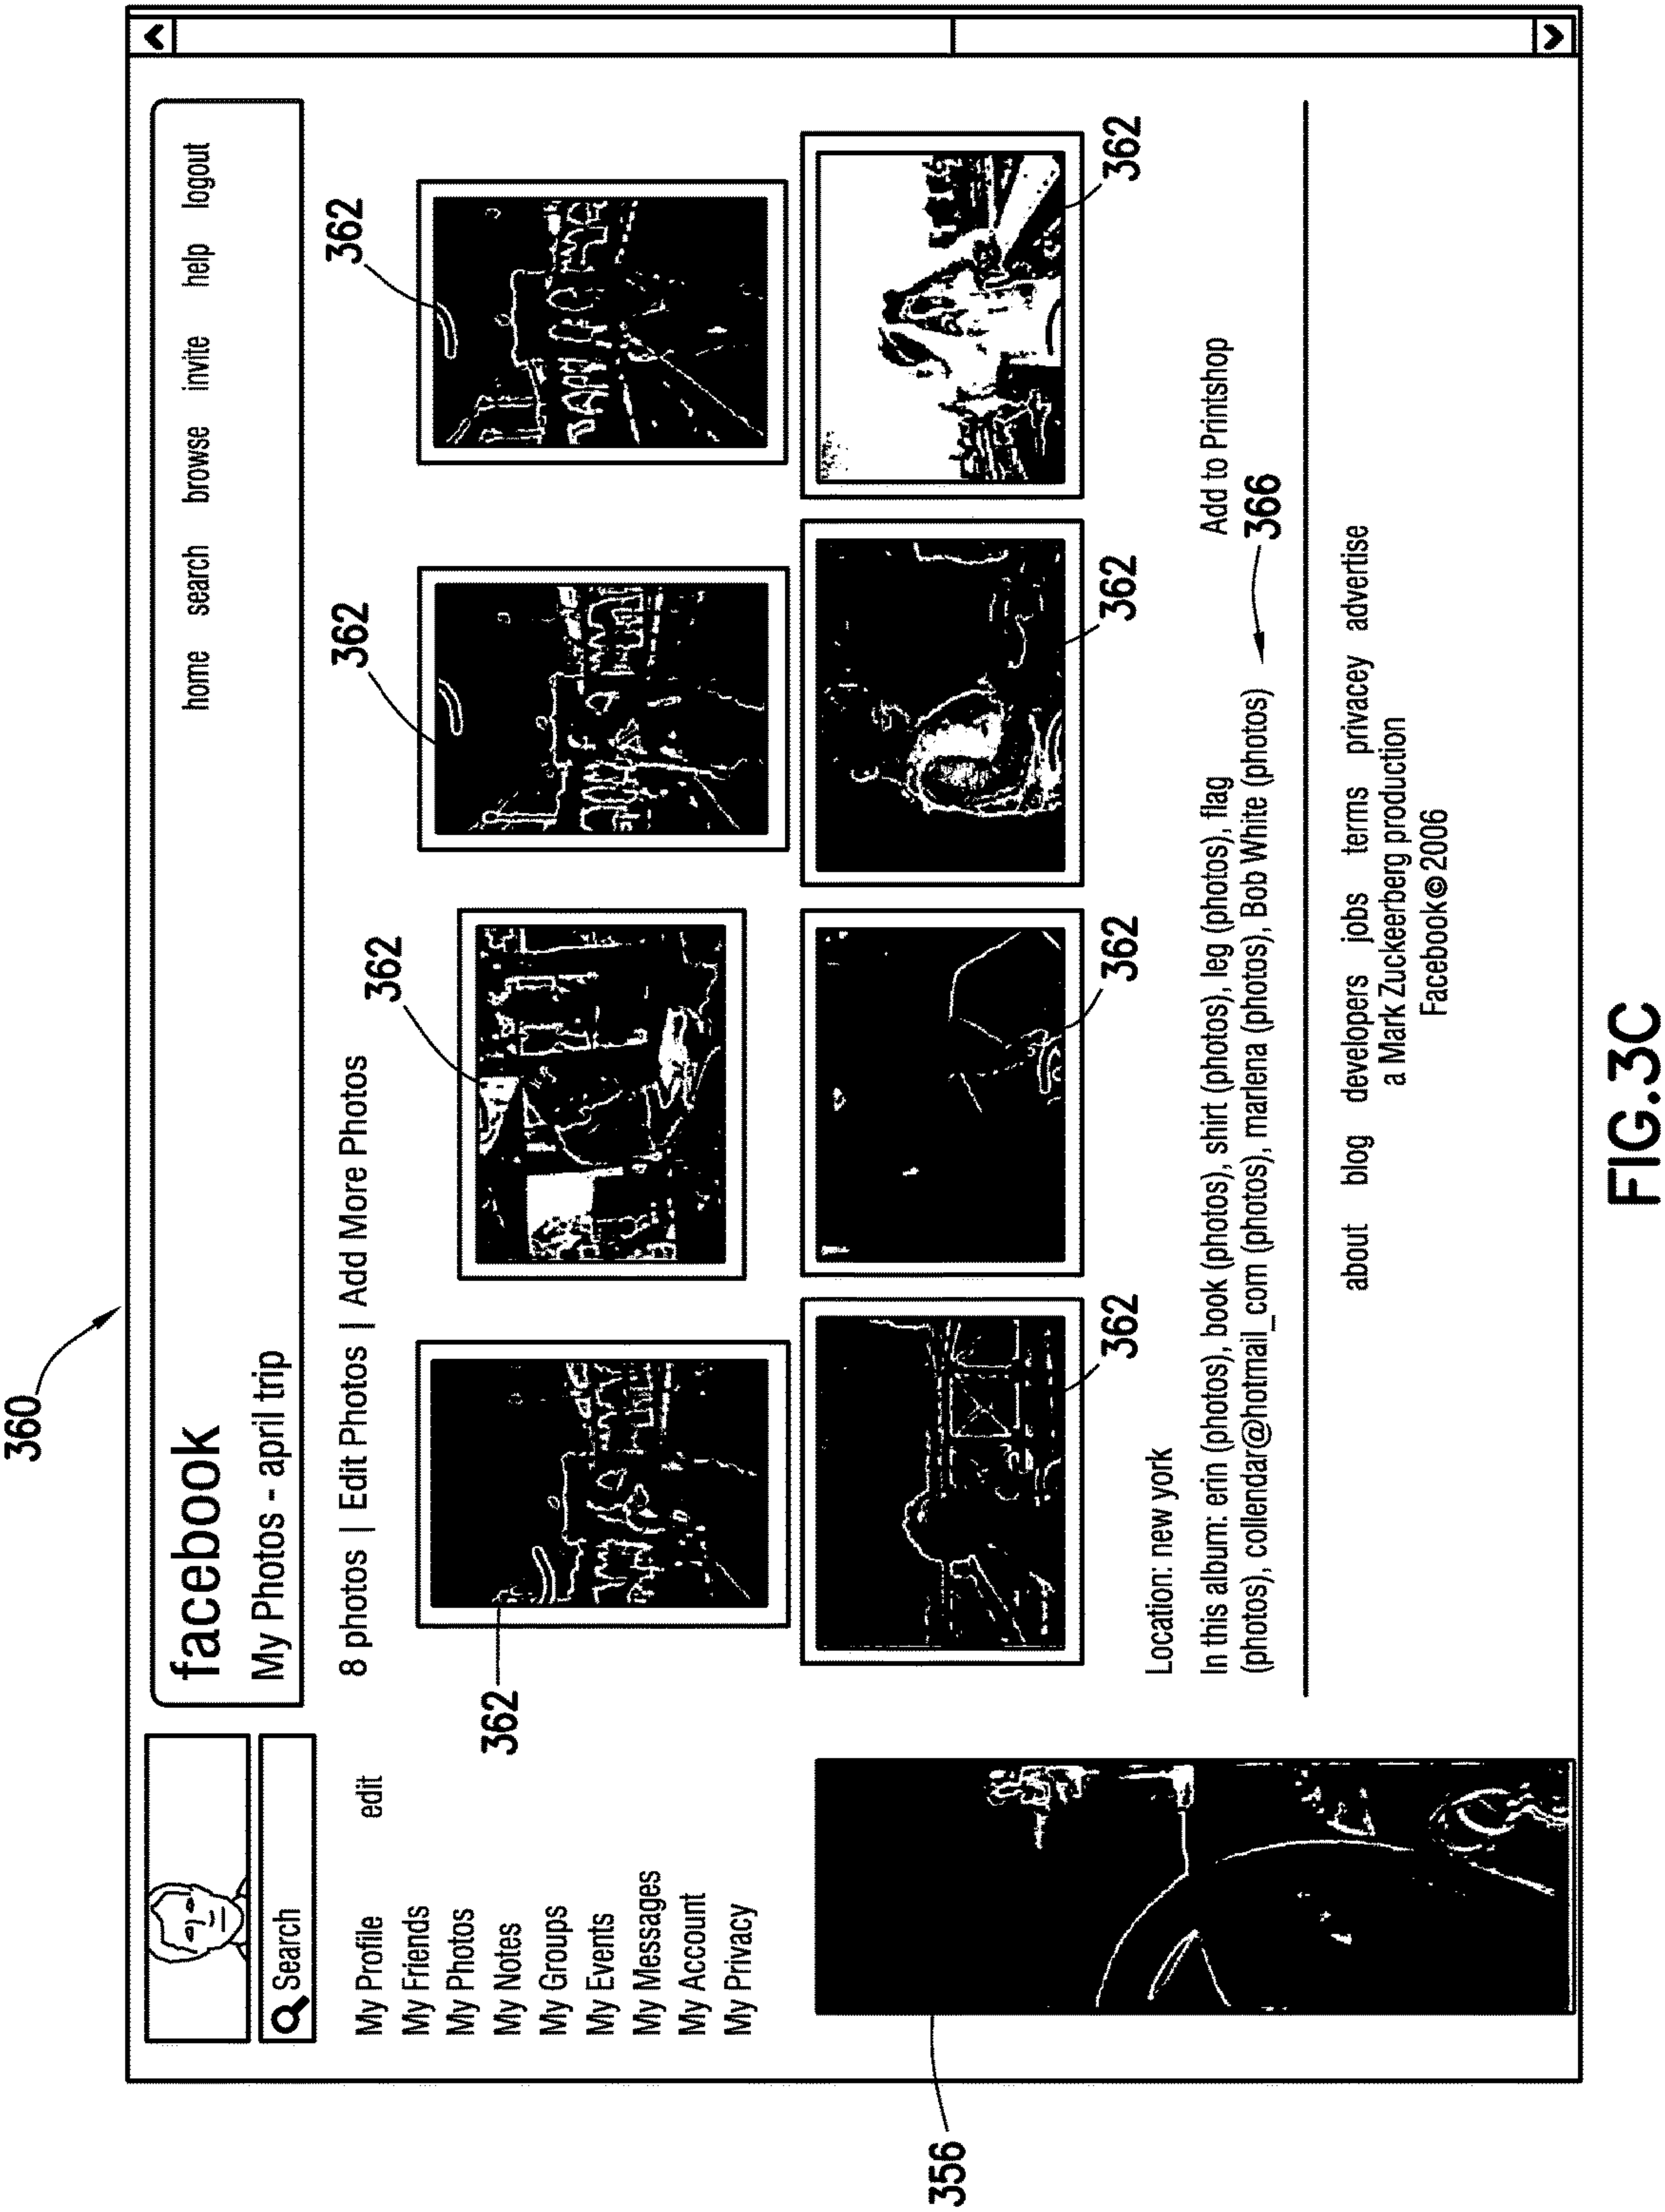 360
facebook
home search browse invite help logout
My Photos - april trip
Search
8 photos | Edit Photos | Add More Photos
My Profile edit
My Friends
My Photos
My Notes
My Groups
My Events
My Messages
My Account
My Privacy
362
362
362
362
362
362
362
362
356
Location: new york
Add to Printshop
In this album: erin (photos), book (photos), shirt (photos), leg (photos), flag
(photos), collendar@hotmail_com (photos), marlena (photos), Bob White (photos)
366
about blog developers jobs terms privacey advertise
a Mark Zuckeerberg production
Facebook© 2006
FIG.3C